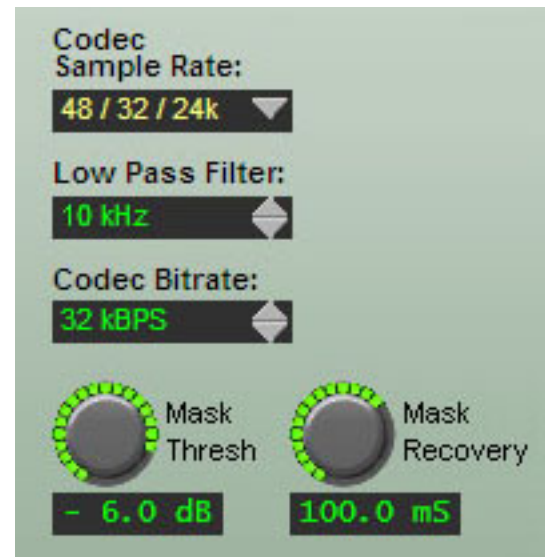 Codec
Sample Rate:
48 / 32 / 24k
Low Pass Filter:
10 kHz
Codec Bitrate:
32 kBPS
Mask
Thresh
- 6.0 dB
Mask
Recovery
100.0 mS